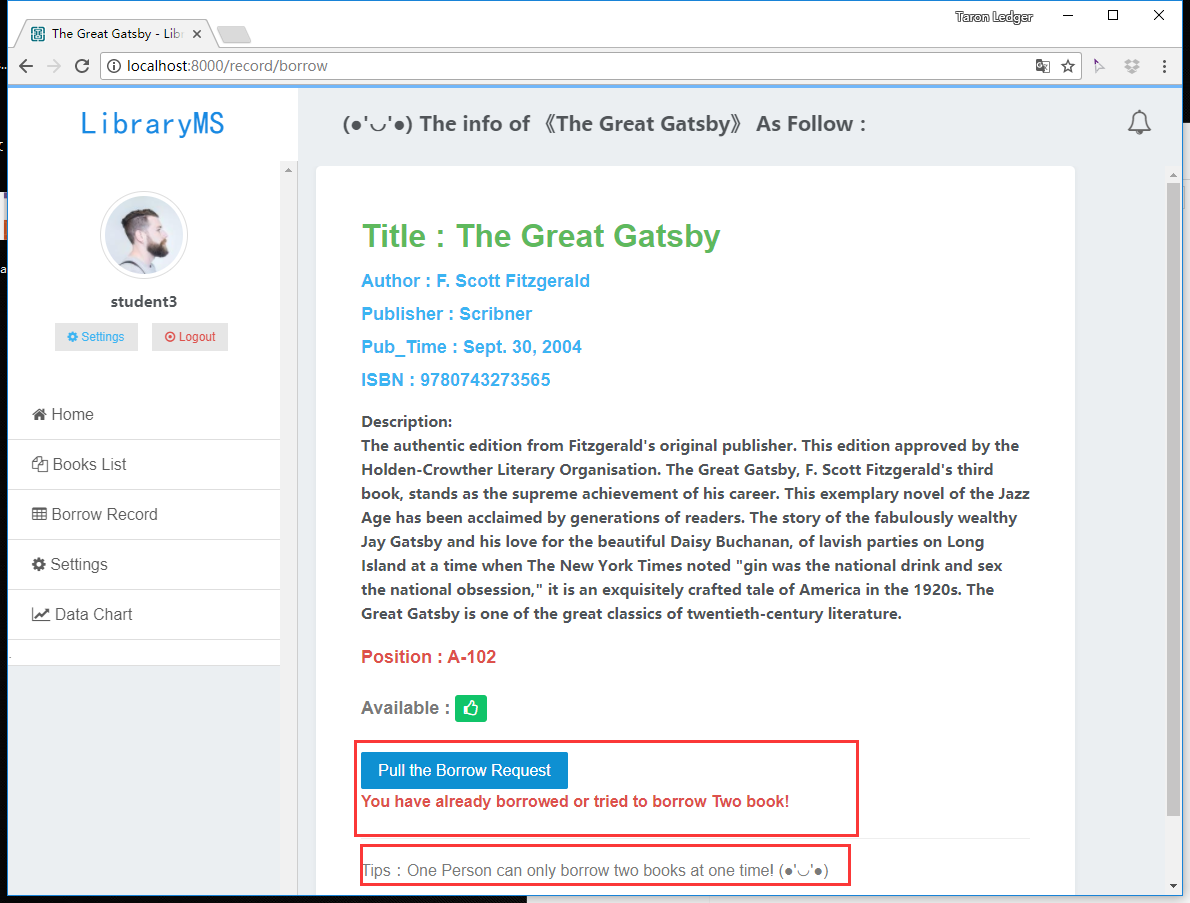 Taron Ledger
The Great Gatsby - Lib
localhost:8000/record/borrow
LibraryMS
(●'◡'●) The info of 《The Great Gatsby》 As Follow :
student3
Settings
Logout
Home
Books List
Borrow Record
Settings
Data Chart
Title : The Great Gatsby
Author : F. Scott Fitzgerald
Publisher : Scribner
Pub_Time : Sept. 30, 2004
ISBN : 9780743273565
Description:
The authentic edition from Fitzgerald's original publisher. This edition approved by the
Holden-Crowther Literary Organisation. The Great Gatsby, F. Scott Fitzgerald's third
book, stands as the supreme achievement of his career. This exemplary novel of the Jazz
Age has been acclaimed by generations of readers. The story of the fabulously wealthy
Jay Gatsby and his love for the beautiful Daisy Buchanan, of lavish parties on Long
Island at a time when The New York Times noted "gin was the national drink and sex
the national obsession," it is an exquisitely crafted tale of America in the 1920s. The
Great Gatsby is one of the great classics of twentieth-century literature.
Position : A-102
Available :
Pull the Borrow Request
You have already borrowed or tried to borrow Two book!
Tips : One Person can only borrow two books at one time! (●'◡'●)